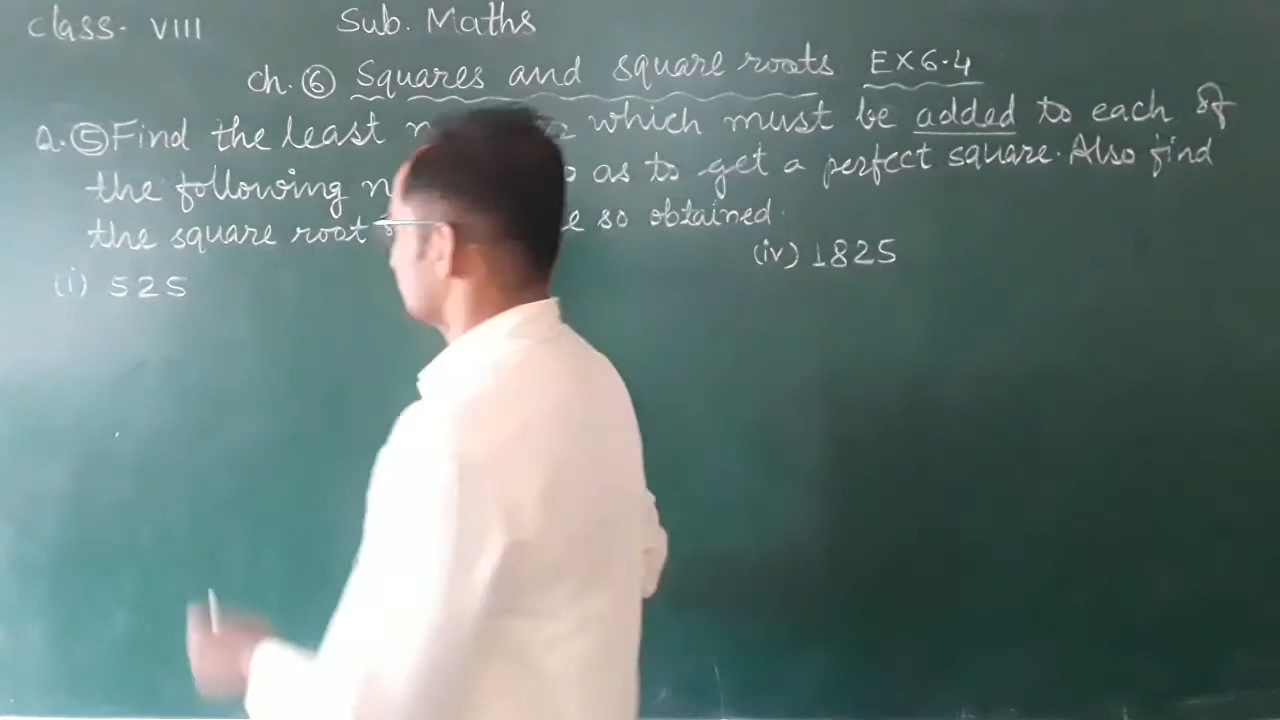 Class- VIII Sub. Maths
Ch. 6 Squares and square roots EX 6.4
Q. 5 Find the least which must be added to each of
the following as to get a perfect square. Also find
the square root so obtained.
(i) 525 (iv) 1825